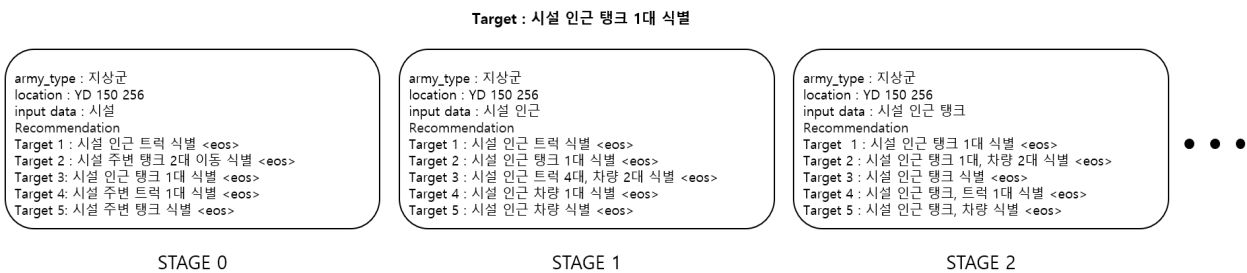 Target : 시설 인근 탱크 1대 식별
army_type : 지상군
location : YD 150 256
input data : 시설
Recommendation
Target 1 : 시설 인근 트럭 식별 <eos>
Target 2 : 시설 주변 탱크 2대 이동 식별 <eos>
Target 3: 시설 인근 탱크 1대 식별 <eos>
Target 4: 시설 주변 트럭 1대 식별 <eos>
Target 5: 시설 주변 탱크 식별 <eos>
STAGE 0
army_type : 지상군
location : YD 150 256
input data : 시설 인근
Recommendation
Target 1 : 시설 인근 트럭 식별 <eos>
Target 2 : 시설 인근 탱크 1대 식별 <eos>
Target 3 : 시설 인근 트럭 4대, 차량 2대 식별 <eos>
Target 4 : 시설 인근 차량 1대 식별 <eos>
Target 5 : 시설 인근 차량 식별 <eos>
STAGE 1
army_type : 지상군
location : YD 150 256
input data : 시설 인근 탱크
Recommendation
Target 1 : 시설 인근 탱크 1대 식별 <eos>
Target 2 : 시설 인근 탱크 1대, 차량 2대 식별 <eos>
Target 3 : 시설 인근 탱크 식별 <eos>
Target 4 : 시설 인근 탱크, 트럭 1대 식별 <eos>
Target 5 : 시설 인근 탱크, 차량 식별 <eos>
STAGE 2
• • •